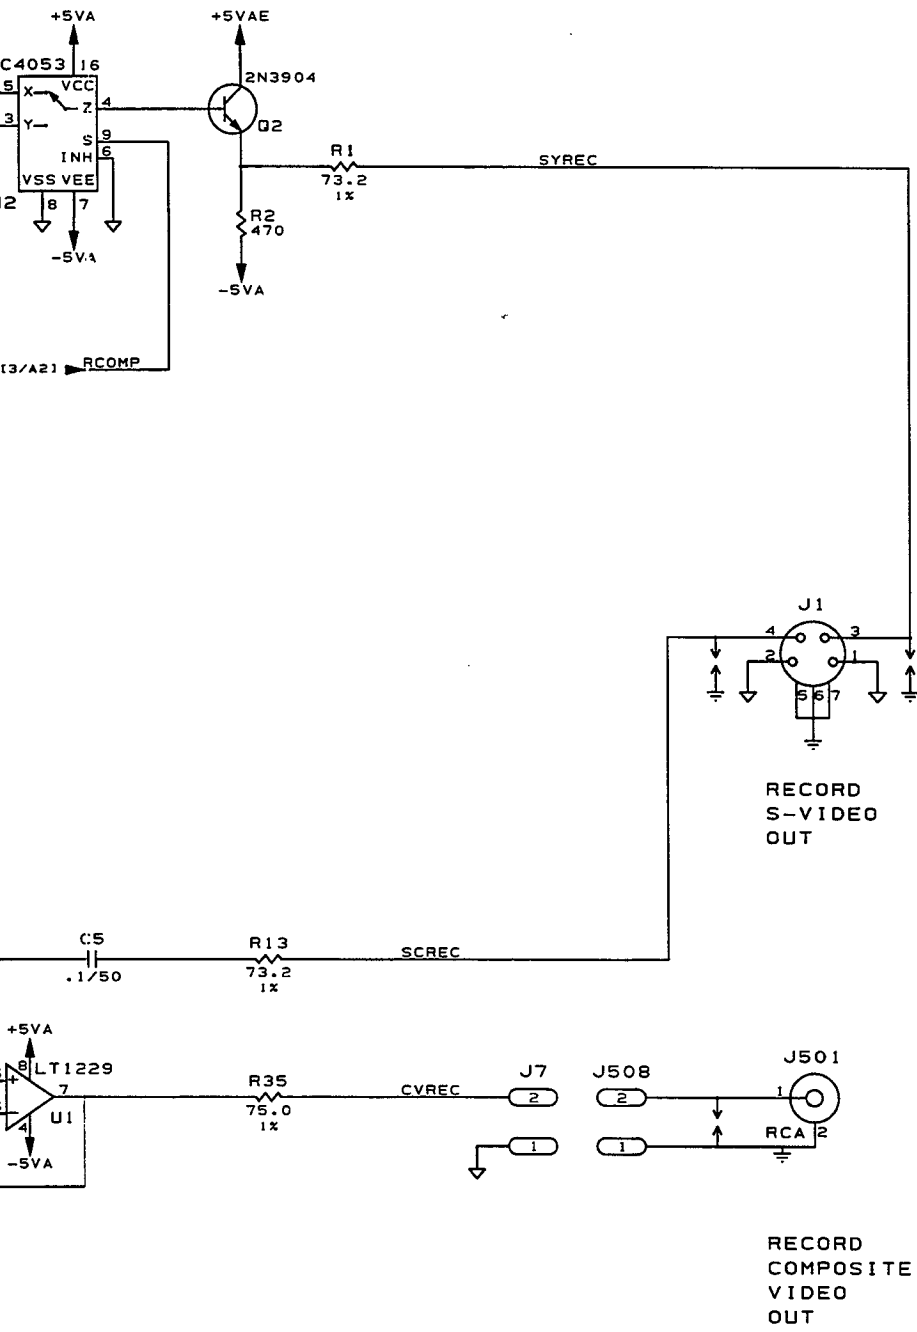 +5VA
+5VAE
C4053 16
5 X VCC
2N3904
Z 4
3 Y
Q2
S 9
INH 6
R1
SYREC
73.2
1%
VSS VEE
8 7
R2
470
-5VA
-5VA
[3/A2] RCOMP
J1
4 3
2 1
5 6 7
RECORD
S-VIDEO
OUT
C5
.1/50
R13
73.2
1%
SCREC
+5VA
8 LT1229
+
7
-
U1
4
-5VA
R35
75.0
1%
CVREC
J7
2
1
J508
2
1
J501
1
RCA 2
RECORD
COMPOSITE
VIDEO
OUT